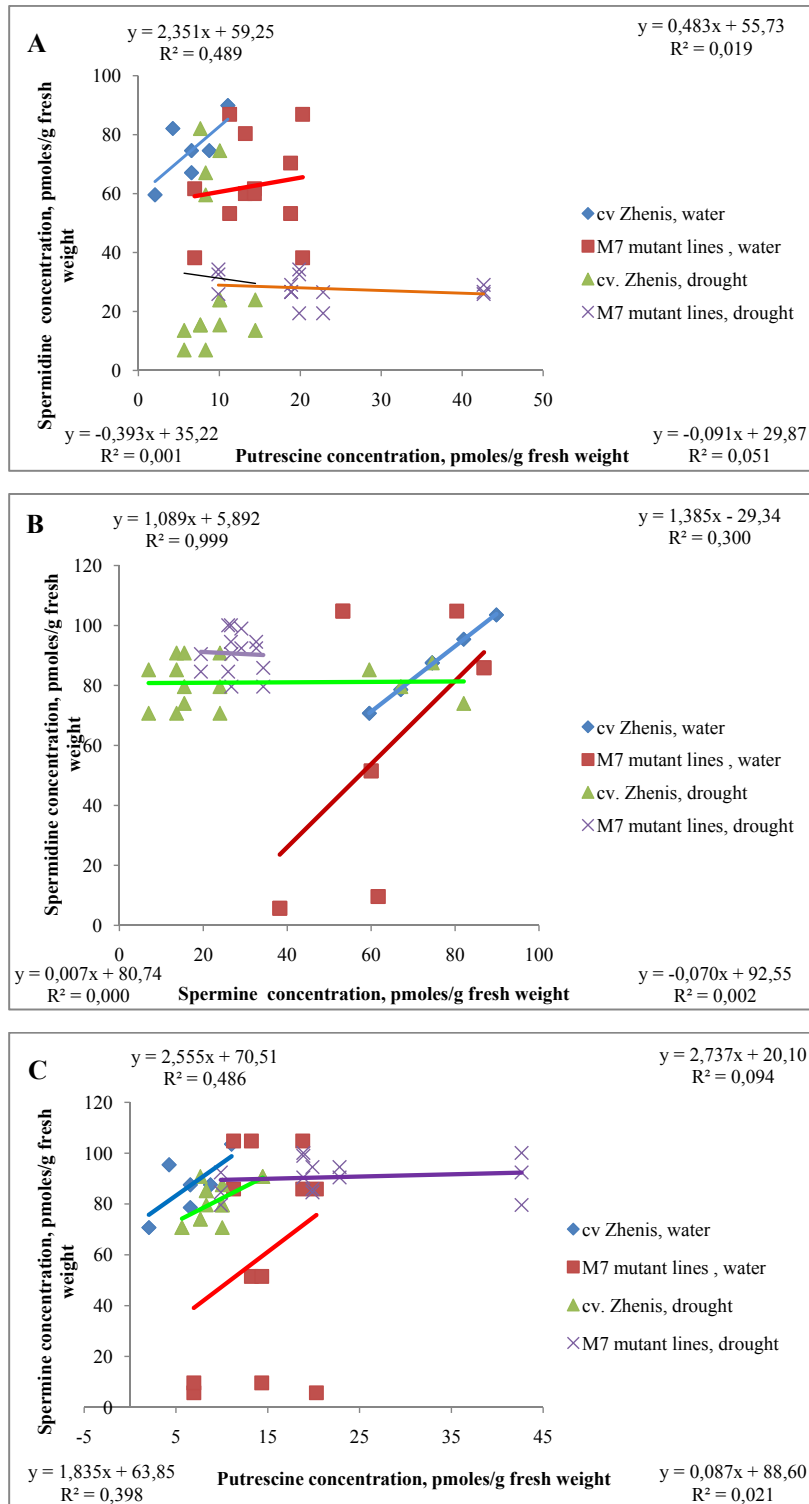 A
y = 2,351x + 59,25
R² = 0,489
y = 0,483x + 55,73
R² = 0,019
Spermidine concentration, pmoles/g fresh
weight
100
80
60
40
20
0
0 10 20 30 40 50
cv Zhenis, water
M7 mutant lines , water
cv. Zhenis, drought
M7 mutant lines, drought
y = -0,393x + 35,22
R² = 0,001
Putrescine concentration, pmoles/g fresh weight
y = -0,091x + 29,87
R² = 0,051
B
y = 1,089x + 5,892
R² = 0,999
y = 1,385x - 29,34
R² = 0,300
Spermidine concentration, pmoles/g fresh
weight
120
100
80
60
40
20
0
0 20 40 60 80 100
cv Zhenis, water
M7 mutant lines , water
cv. Zhenis, drought
M7 mutant lines, drought
y = 0,007x + 80,74
R² = 0,000
Spermine concentration, pmoles/g fresh weight
y = -0,070x + 92,55
R² = 0,002
C
y = 2,555x + 70,51
R² = 0,486
y = 2,737x + 20,10
R² = 0,094
Spermine concentration, pmoles/g fresh
weight
120
100
80
60
40
20
0
-5 5 15 25 35 45
cv Zhenis, water
M7 mutant lines , water
cv. Zhenis, drought
M7 mutant lines, drought
y = 1,835x + 63,85
R² = 0,398
Putrescine concentration, pmoles/g fresh weight
y = 0,087x + 88,60
R² = 0,021